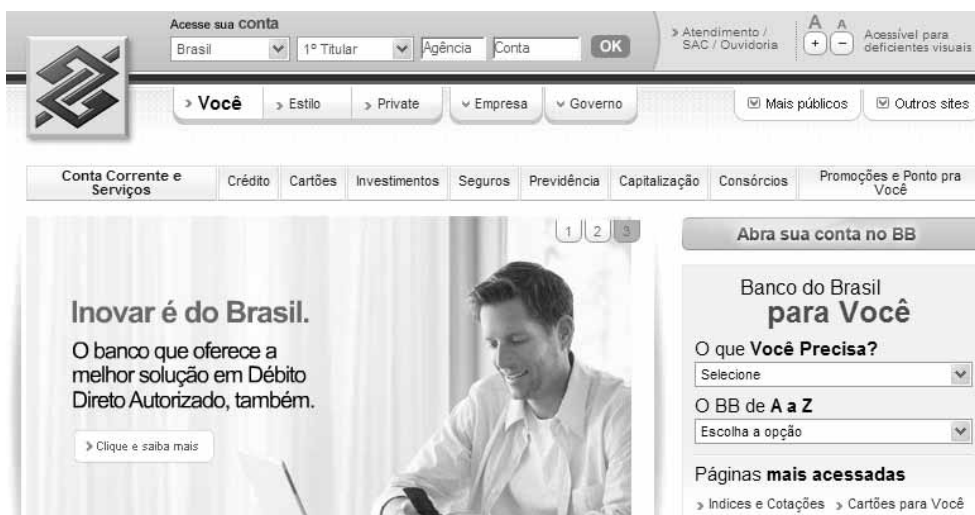 Acesse sua conta
Brasil 1º Titular Agência Conta OK
Atendimento /
SAC / Ouvidoria
A A
+ −
Acessível para
deficientes visuais
Você Estilo Private Empresa Governo Mais públicos Outros sites
Conta Corrente e
Serviços
Crédito Cartões Investimentos Seguros Previdência Capitalização Consórcios
Promoções e Ponto pra
Você
1 2 3
Inovar é do Brasil.
O banco que oferece a
melhor solução em Débito
Direto Autorizado, também.
Clique e saiba mais
Abra sua conta no BB
Banco do Brasil
para Você
O que Você Precisa?
Selecione
O BB de A a Z
Escolha a opção
Páginas mais acessadas
Indices e Cotações Cartões para Você